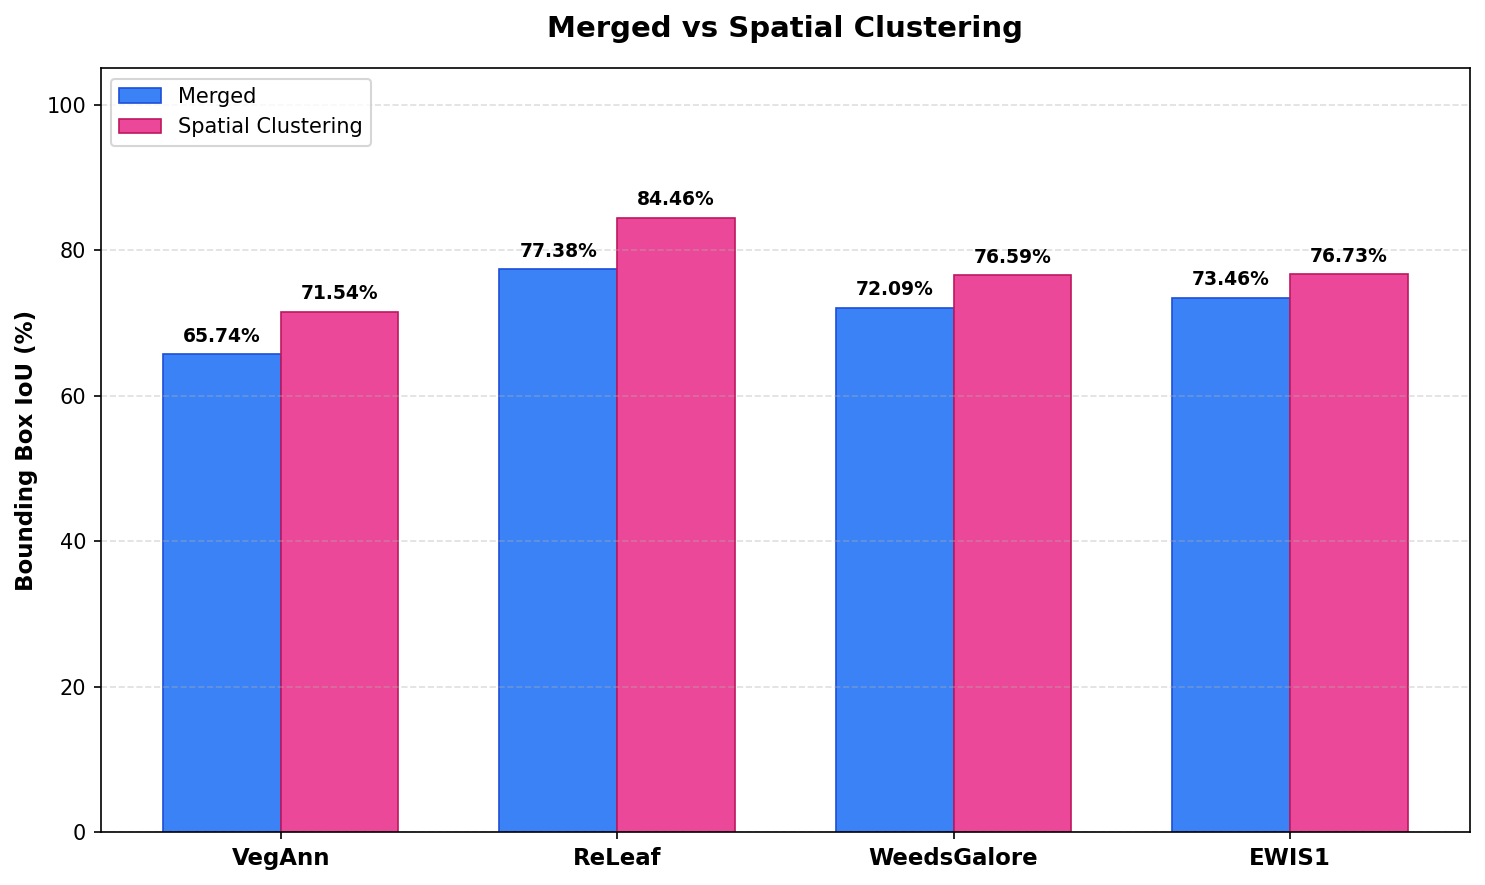 Merged vs Spatial Clustering
Merged
Spatial Clustering
Bounding Box IoU (%)
100
80
60
40
20
0
65.74%
71.54%
77.38%
84.46%
72.09%
76.59%
73.46%
76.73%
VegAnn
ReLeaf
WeedsGalore
EWIS1